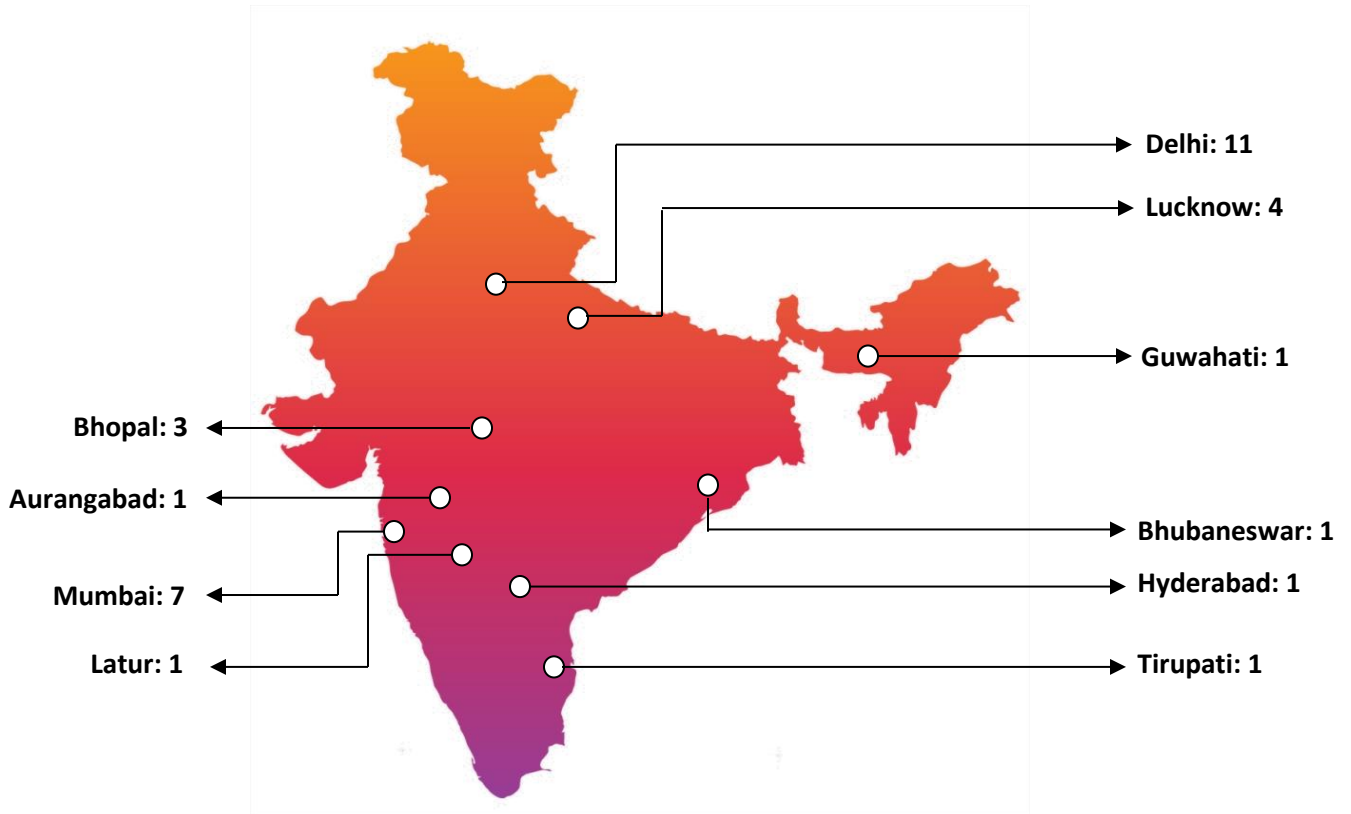 Delhi: 11
Lucknow: 4
Guwahati: 1
Bhopal: 3
Aurangabad: 1
Bhubaneswar: 1
Mumbai: 7
Hyderabad: 1
Latur: 1
Tirupati: 1